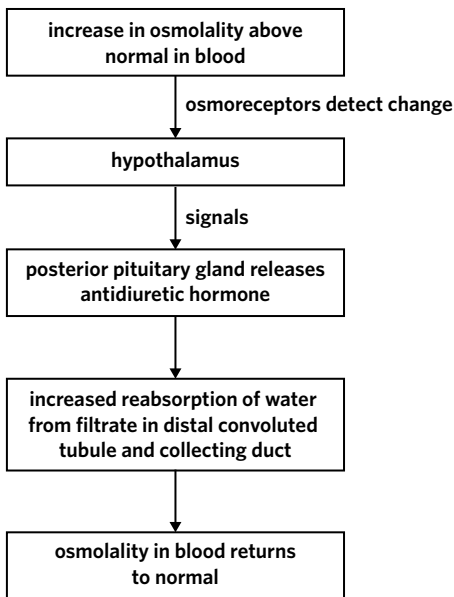 increase in osmolality above
normal in blood
osmoreceptors detect change
hypothalamus
signals
posterior pituitary gland releases
antidiuretic hormone
increased reabsorption of water
from filtrate in distal convoluted
tubule and collecting duct
osmolality in blood returns
to normal